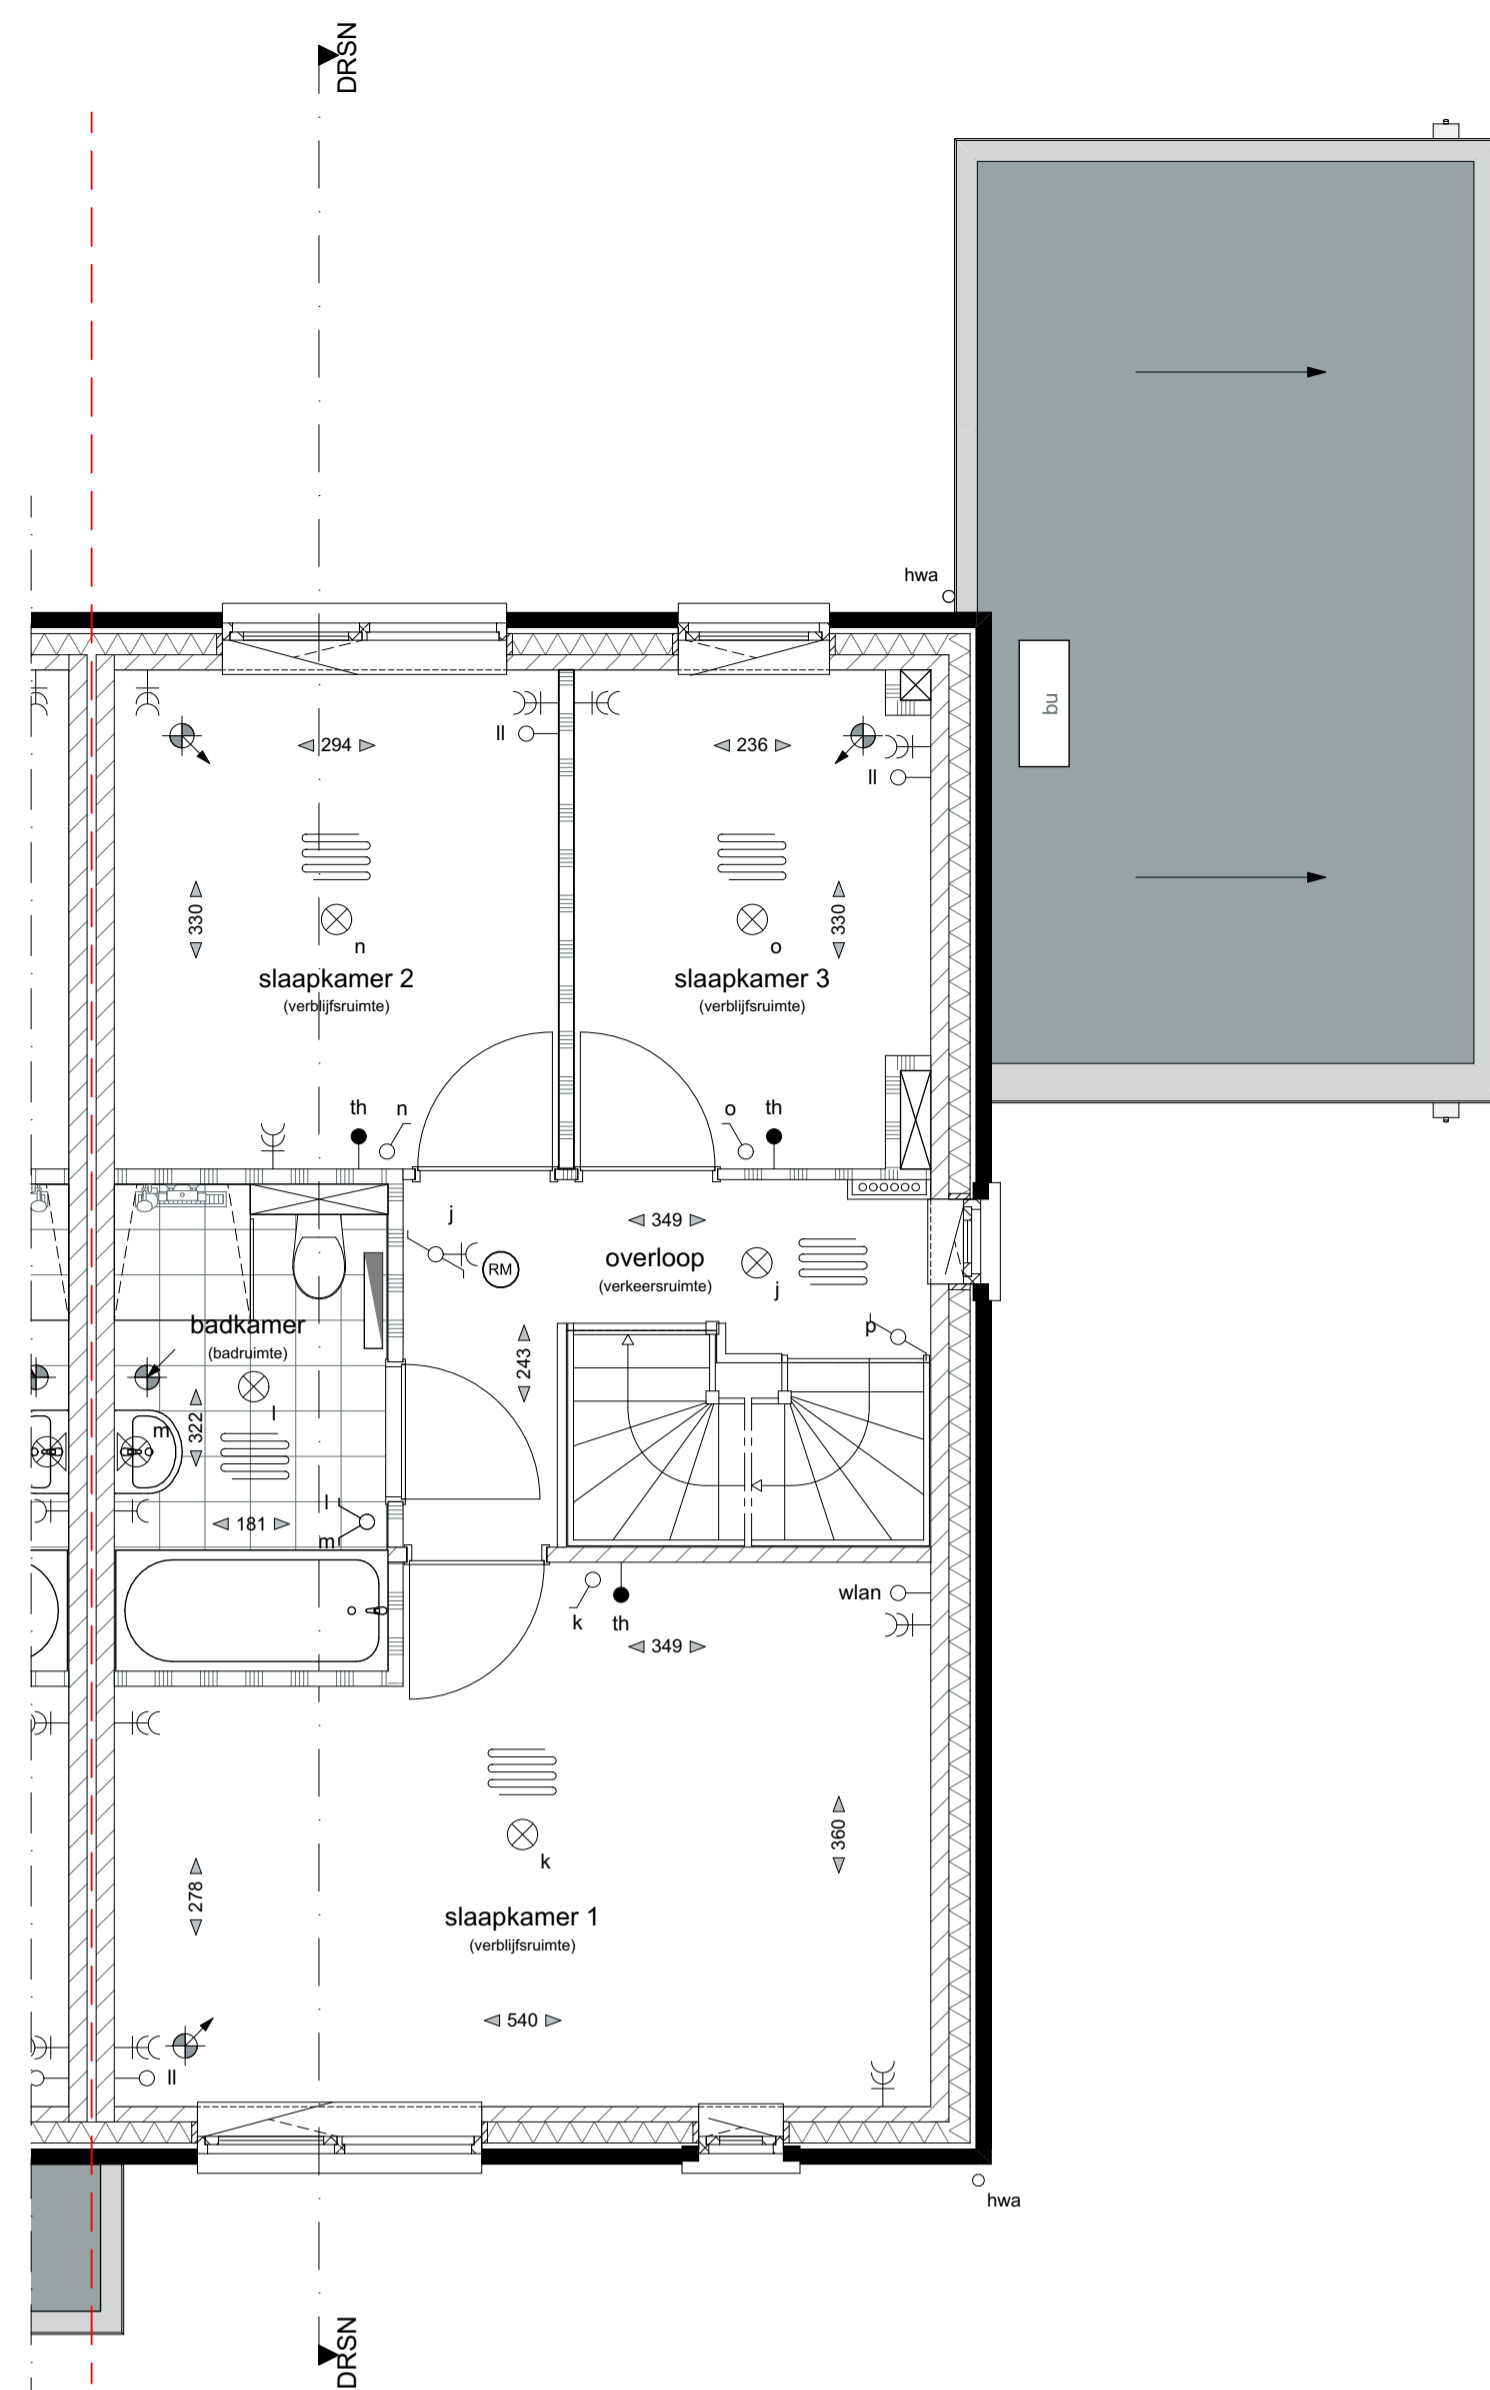 DRSN
hwa
bu
ll
294
236
ll
330
330
n
o
slaapkamer 2
(verblijfsruimte)
slaapkamer 3
(verblijfsruimte)
th
n
o
th
j
349
RM
overloop
(verkeersruimte)
j
badkamer
(badruimte)
p
243
l
322
m
l
181
m
wlan
k
th
349
k
278
360
slaapkamer 1
(verblijfsruimte)
540
ll
hwa
DRSN